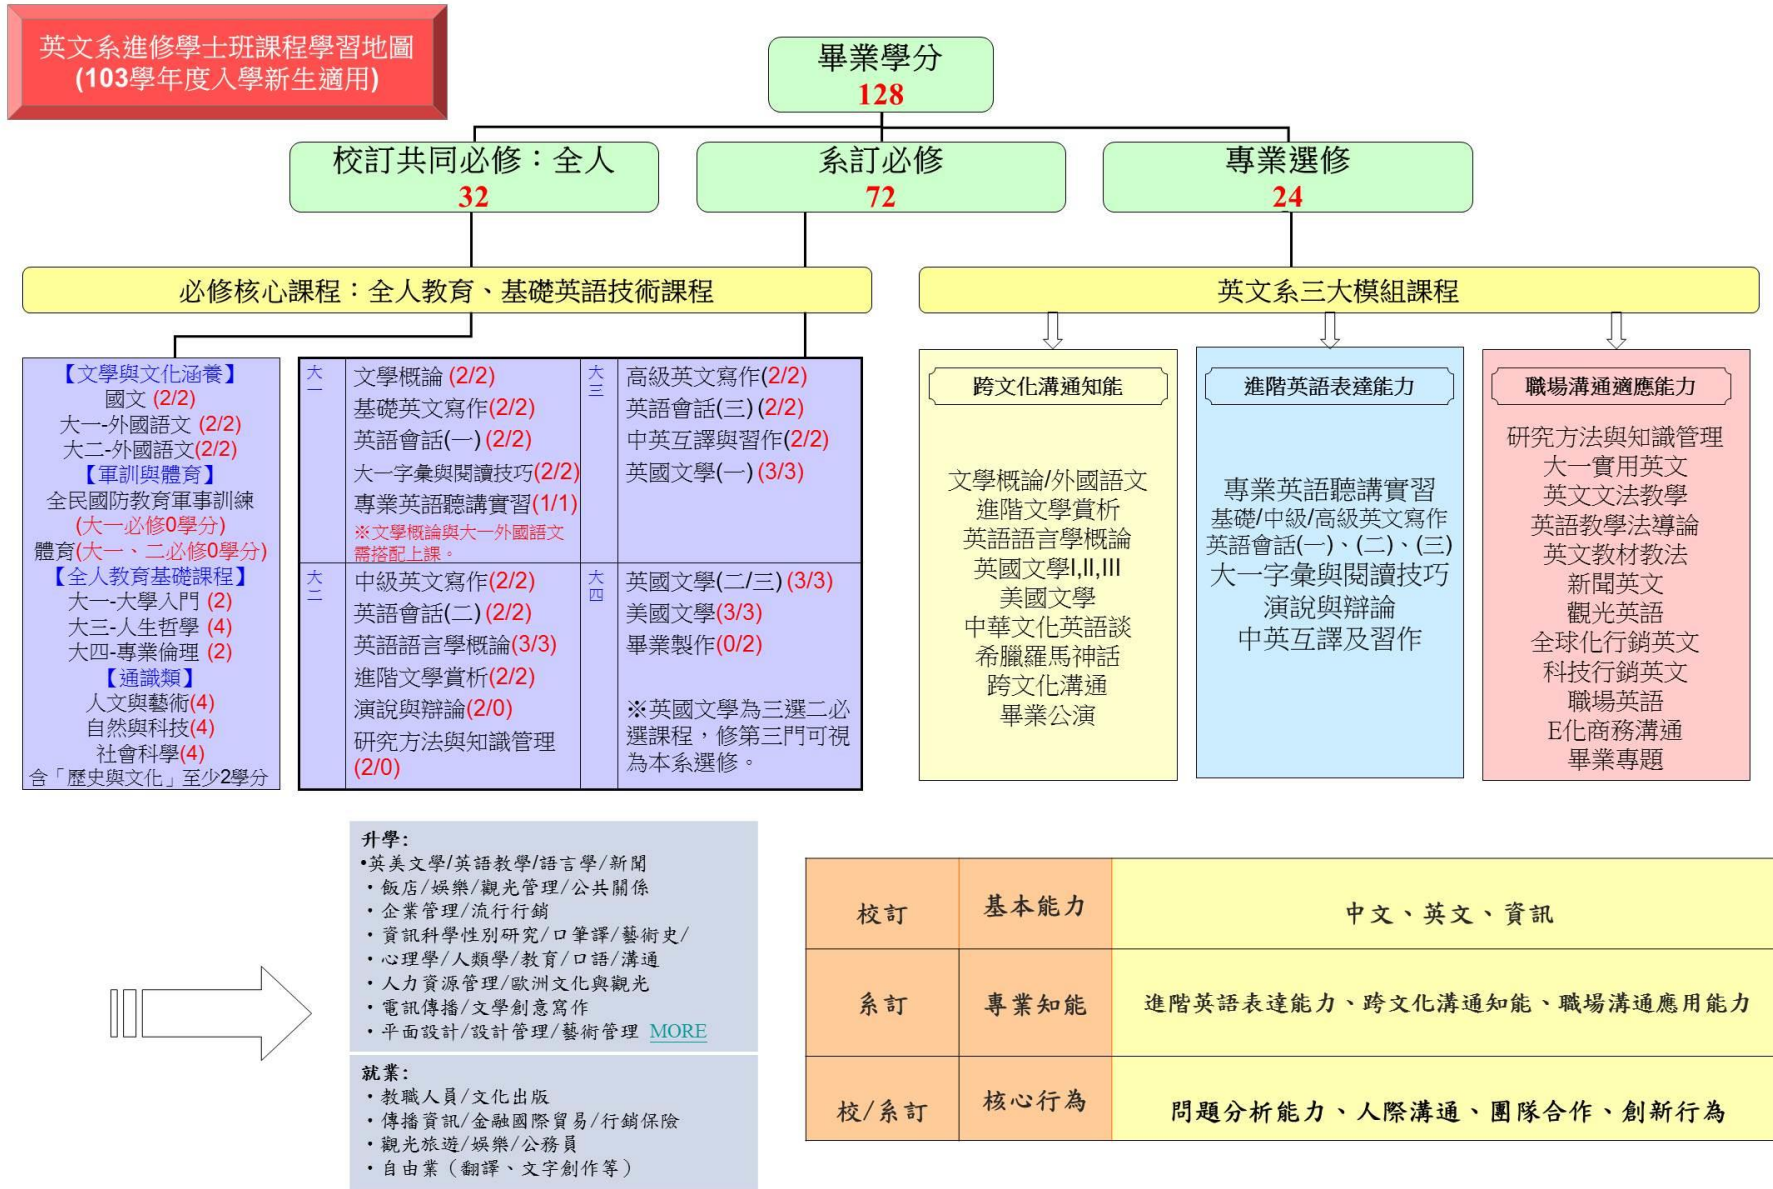 英文系進修學士班課程學習地圖
(103學年度入學新生適用)
畢業學分
128
校訂共同必修：全人
32
系訂必修
72
專業選修
24
必修核心課程：全人教育、基礎英語技術課程
英文系三大模組課程
【文學與文化涵養】
國文 (2/2)
大一-外國語文 (2/2)
大二-外國語文(2/2)
【軍訓與體育】
全民國防教育軍事訓練
(大一必修0學分)
體育(大一、二必修0學分)
【全人教育基礎課程】
大一-大學入門 (2)
大三-人生哲學 (4)
大四-專業倫理 (2)
【通識類】
人文與藝術(4)
自然與科技(4)
社會科學(4)
含「歷史與文化」至少2學分
大一
文學概論 (2/2)
基礎英文寫作(2/2)
英語會話(一) (2/2)
大一字彙與閱讀技巧(2/2)
專業英語聽講實習(1/1)
※文學概論與大一外國語文
需搭配上課。
大三
高級英文寫作(2/2)
英語會話(三) (2/2)
中英互譯與習作(2/2)
英國文學(一) (3/3)
大二
中級英文寫作(2/2)
英語會話(二) (2/2)
英語語言學概論(3/3)
進階文學賞析(2/2)
演說與辯論(2/0)
研究方法與知識管理
(2/0)
大四
英國文學(二/三) (3/3)
美國文學(3/3)
畢業製作(0/2)
※英國文學為三選二必
選課程，修第三門可視
為本系選修。
跨文化溝通知能
文學概論/外國語文
進階文學賞析
英語語言學概論
英國文學I,II,III
美國文學
中華文化英語談
希臘羅馬神話
跨文化溝通
畢業公演
進階英語表達能力
專業英語聽講實習
基礎/中級/高級英文寫作
英語會話(一)、(二)、(三)
大一字彙與閱讀技巧
演說與辯論
中英互譯及習作
職場溝通適應能力
研究方法與知識管理
大一實用英文
英文文法教學
英語教學法導論
英文教材教法
新聞英文
觀光英語
全球化行銷英文
科技行銷英文
職場英語
E化商務溝通
畢業專題
升學:
•英美文學/英語教學/語言學/新聞
・飯店/娛樂/觀光管理/公共關係
・企業管理/流行行銷
・資訊科學性別研究/口筆譯/藝術史/
・心理學/人類學/教育/口語/溝通
・人力資源管理/歐洲文化與觀光
・電訊傳播/文學創意寫作
・平面設計/設計管理/藝術管理 MORE
就業:
・教職人員/文化出版
・傳播資訊/金融國際貿易/行銷保險
・觀光旅遊/娛樂/公務員
・自由業（翻譯、文字創作等）
校訂 基本能力 中文、英文、資訊
系訂 專業知能 進階英語表達能力、跨文化溝通知能、職場溝通應用能力
校/系訂 核心行為 問題分析能力、人際溝通、團隊合作、創新行為